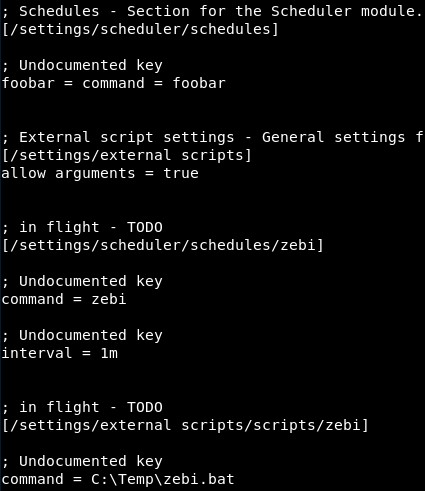 ; Schedules - Section for the Scheduler module.
[/settings/scheduler/schedules]
; Undocumented key
foobar = command = foobar
; External script settings - General settings f
[/settings/external scripts]
allow arguments = true
; in flight - TODO
[/settings/scheduler/schedules/zebi]
; Undocumented key
command = zebi
; Undocumented key
interval = 1m
; in flight - TODO
[/settings/external scripts/scripts/zebi]
; Undocumented key
command = C:\Temp\zebi.bat